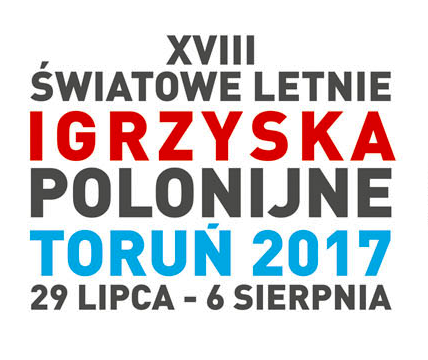 XVIII
ŚWIATOWE LETNIE
IGRZYSKA
POLONIJNE
TORUŃ 2017
29 LIPCA - 6 SIERPNIA